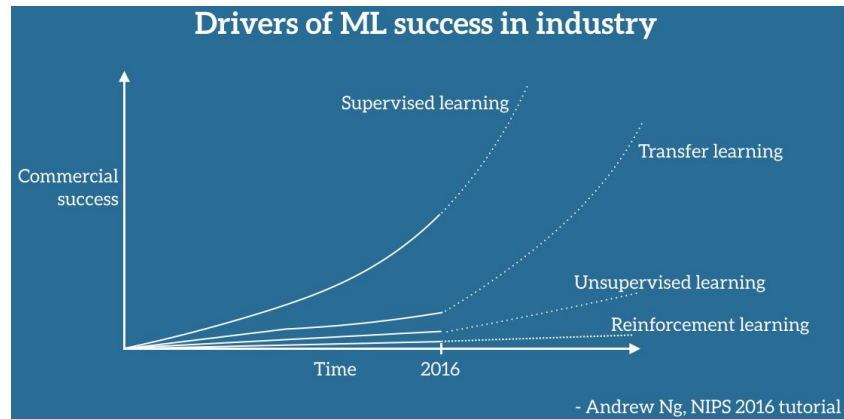 Drivers of ML success in industry
Supervised learning
Transfer learning
Commercial
success
Unsupervised learning
Reinforcement learning
Time
2016
- Andrew Ng, NIPS 2016 tutorial